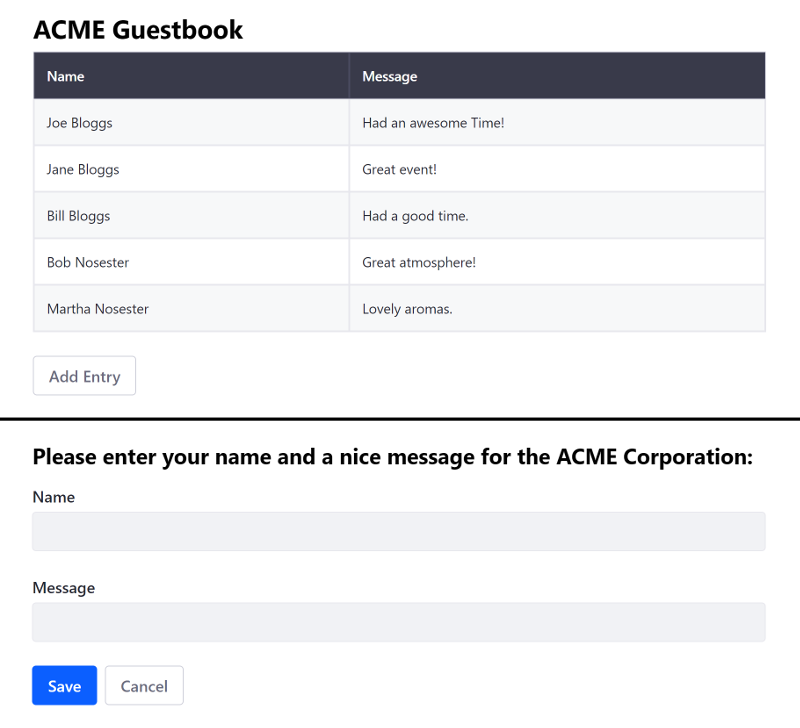 ACME Guestbook
Name Message
Joe Bloggs Had an awesome Time!
Jane Bloggs Great event!
Bill Bloggs Had a good time.
Bob Nosester Great atmosphere!
Martha Nosester Lovely aromas.
Add Entry
Please enter your name and a nice message for the ACME Corporation:
Name
Message
Save Cancel